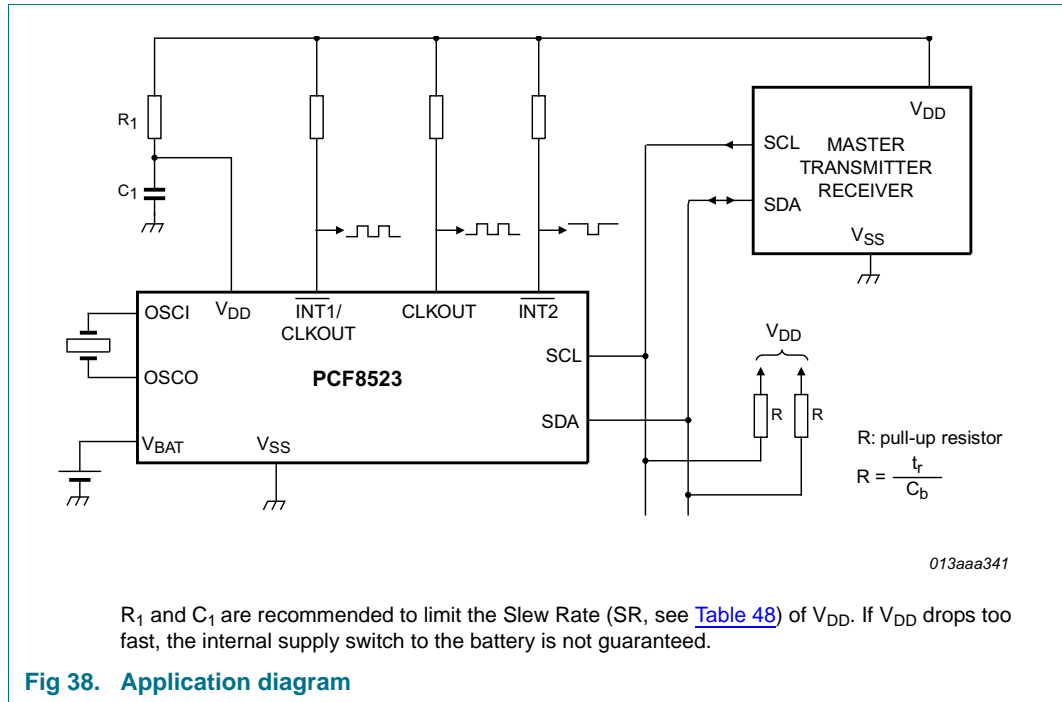 R1
C1
VDD
SCL
MASTER
TRANSMITTER
RECEIVER
SDA
VSS
OSCI
VDD
INT1/
CLKOUT
CLKOUT
INT2
SCL
OSCO
PCF8523
SDA
VBAT
VSS
VDD
R
R
R: pull-up resistor
R = tr / Cb
013aaa341
R1 and C1 are recommended to limit the Slew Rate (SR, see Table 48) of VDD. If VDD drops too
fast, the internal supply switch to the battery is not guaranteed.
Fig 38. Application diagram